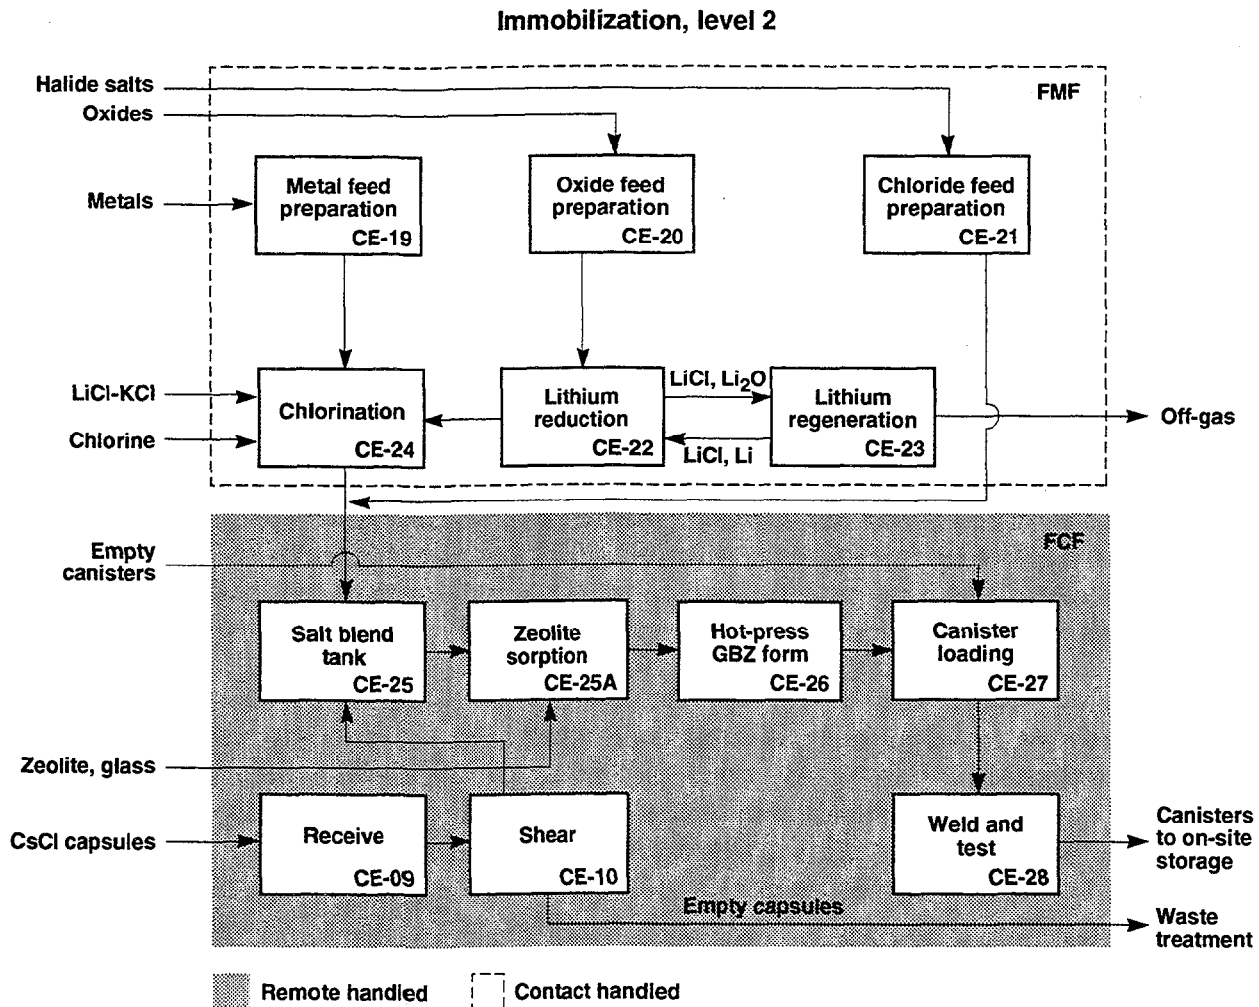 Immobilization, level 2
Halide salts
FMF
Oxides
Metals
Metal feed
preparation
CE-19
Oxide feed
preparation
CE-20
Chloride feed
preparation
CE-21
LiCl-KCl
Chlorine
Chlorination
CE-24
Lithium
reduction
CE-22
LiCl, Li2O
LiCl, Li
Lithium
regeneration
CE-23
Off-gas
FCF
Empty
canisters
Salt blend
tank
CE-25
Zeolite
sorption
CE-25A
Hot-press
GBZ form
CE-26
Canister
loading
CE-27
Zeolite, glass
CsCl capsules
Receive
CE-09
Shear
CE-10
Weld and
test
CE-28
Canisters
to on-site
storage
Empty capsules
Waste
treatment
Remote handled
Contact handled